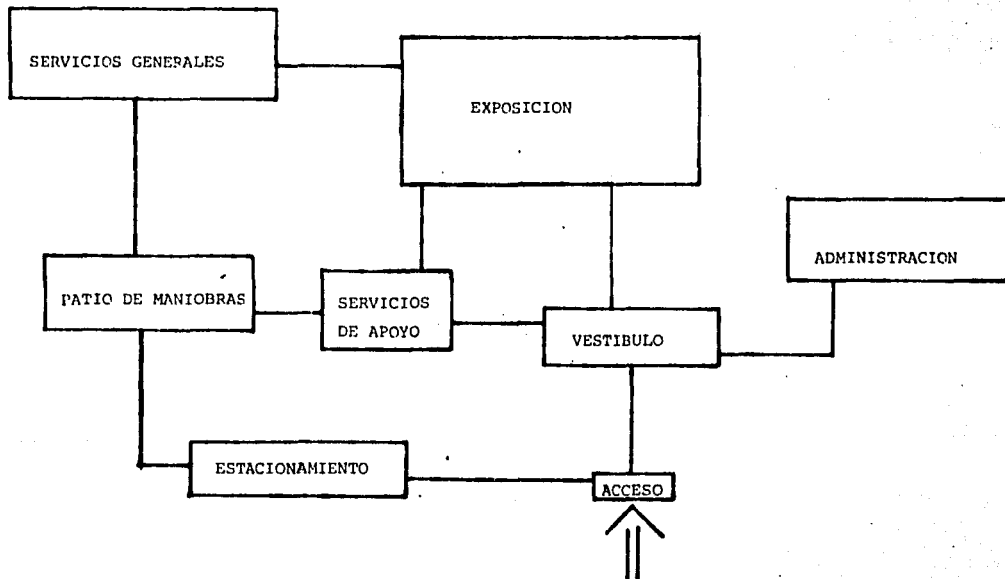 SERVICIOS GENERALES
EXPOSICION
ADMINISTRACION
PATIO DE MANIOBRAS
SERVICIOS
DE APOYO
VESTIBULO
ESTACIONAMIENTO
ACCESO